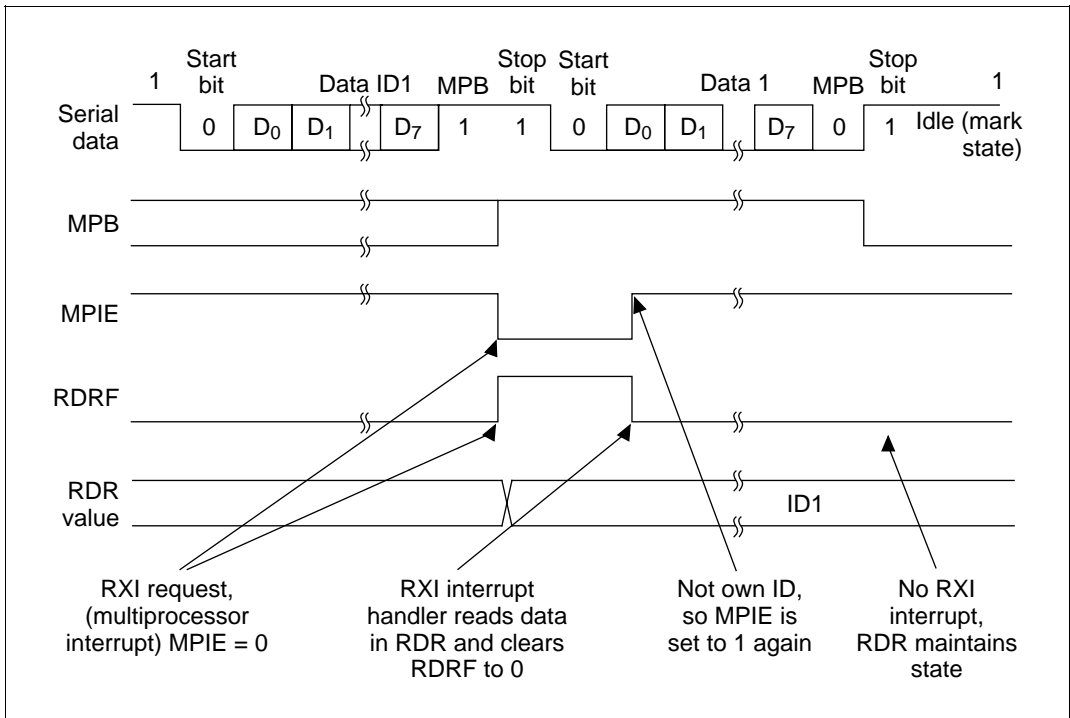 1 Start bit Data ID1 MPB Stop bit Start bit Data 1 MPB Stop bit 1
Serial data 0 D0 D1 D7 1 1 0 D0 D1 D7 0 1 Idle (mark state)
MPB
MPIE
RDRF
RDR value ID1
RXI request,
(multiprocessor
interrupt) MPIE = 0
RXI interrupt
handler reads data
in RDR and clears
RDRF to 0
Not own ID,
so MPIE is
set to 1 again
No RXI
interrupt,
RDR maintains
state